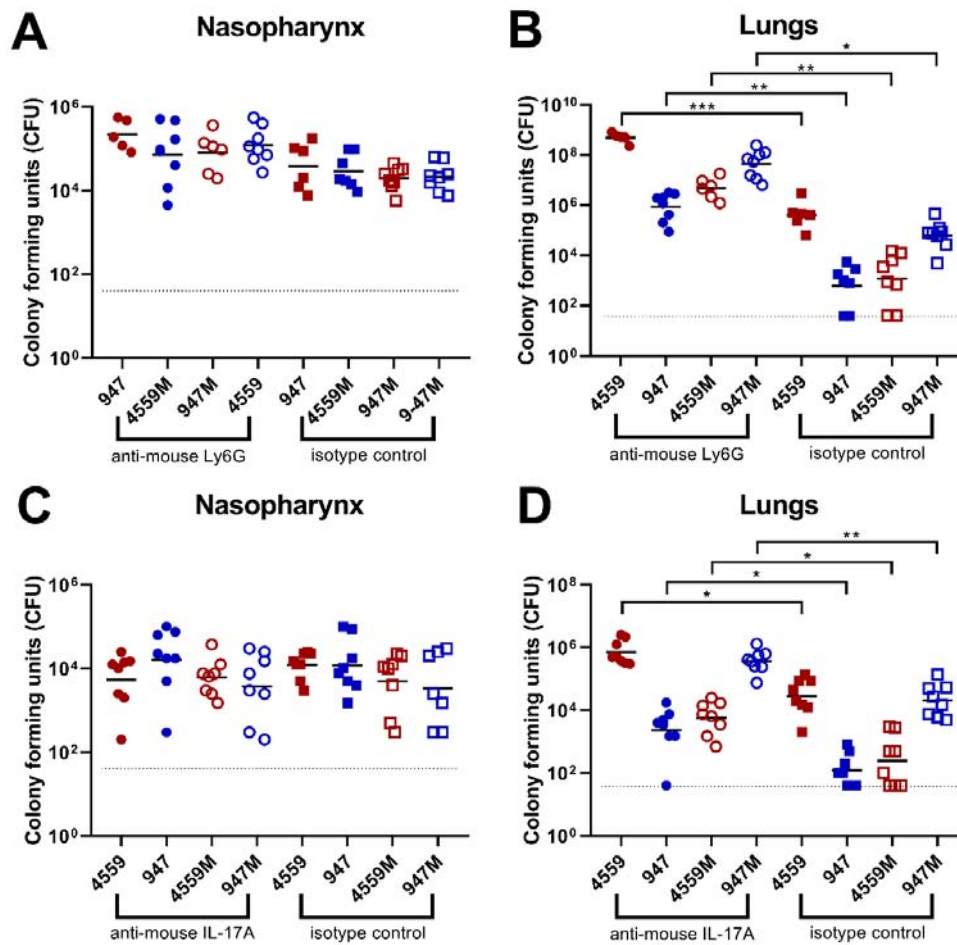 A
Nasopharynx
Colony forming units (CFU)
10^6
10^4
10^2
10^0
947
4559M
947M
4559
947
4559M
947M
9-47M
anti-mouse Ly6G
isotype control
B
Lungs
*
**
**
***
Colony forming units (CFU)
10^10
10^8
10^6
10^4
10^2
10^0
4559
947
4559M
947M
4559
947
4559M
947M
anti-mouse Ly6G
isotype control
C
Nasopharynx
Colony forming units (CFU)
10^6
10^4
10^2
10^0
4559
947
4559M
947M
4559
947
4559M
947M
anti-mouse IL-17A
isotype control
D
Lungs
**
*
*
*
Colony forming units (CFU)
10^8
10^6
10^4
10^2
10^0
4559
947
4559M
947M
4559
947
4559M
947M
anti-mouse IL-17A
isotype control